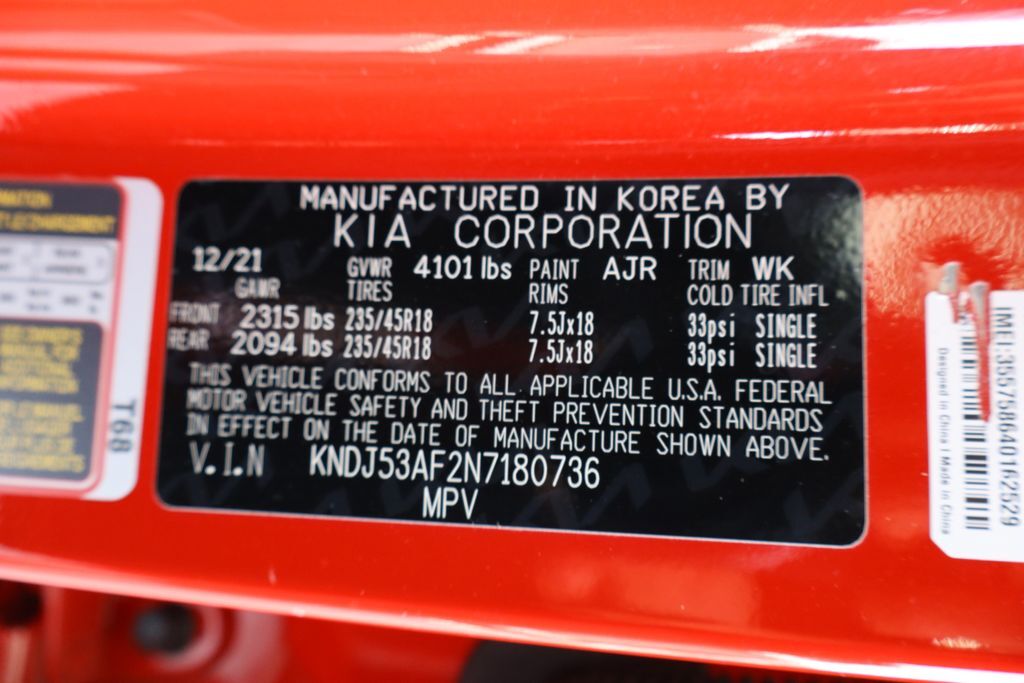 MANUFACTURED IN KOREA BY
KIA CORPORATION
12/21 GVWR 4101 lbs PAINT AJR TRIM WK
GAWR TIRES RIMS COLD TIRE INFL
FRONT 2315 lbs 235/45R18 7.5Jx18 33psi SINGLE
REAR 2094 lbs 235/45R18 7.5Jx18 33psi SINGLE
THIS VEHICLE CONFORMS TO ALL APPLICABLE U.S.A. FEDERAL
MOTOR VEHICLE SAFETY AND THEFT PREVENTION STANDARDS
IN EFFECT ON THE DATE OF MANUFACTURE SHOWN ABOVE.
V.I.N KNDJ53AF2N7180736
MPV
T68
IMEI:355758640162529
Designed in China | Made in China